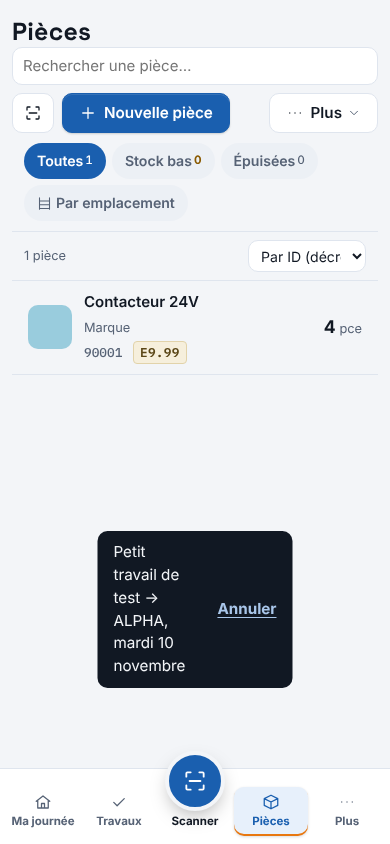 Pièces
Rechercher une pièce...
Nouvelle pièce
··· Plus
Toutes 1
Stock bas 0
Épuisées 0
Par emplacement
1 pièce
Par ID (décr
Contacteur 24V
Marque
4 pce
90001 E9.99
Petit
travail de
test →
ALPHA,
mardi 10
novembre
Annuler
Ma journée
Travaux
Scanner
Pièces
Plus